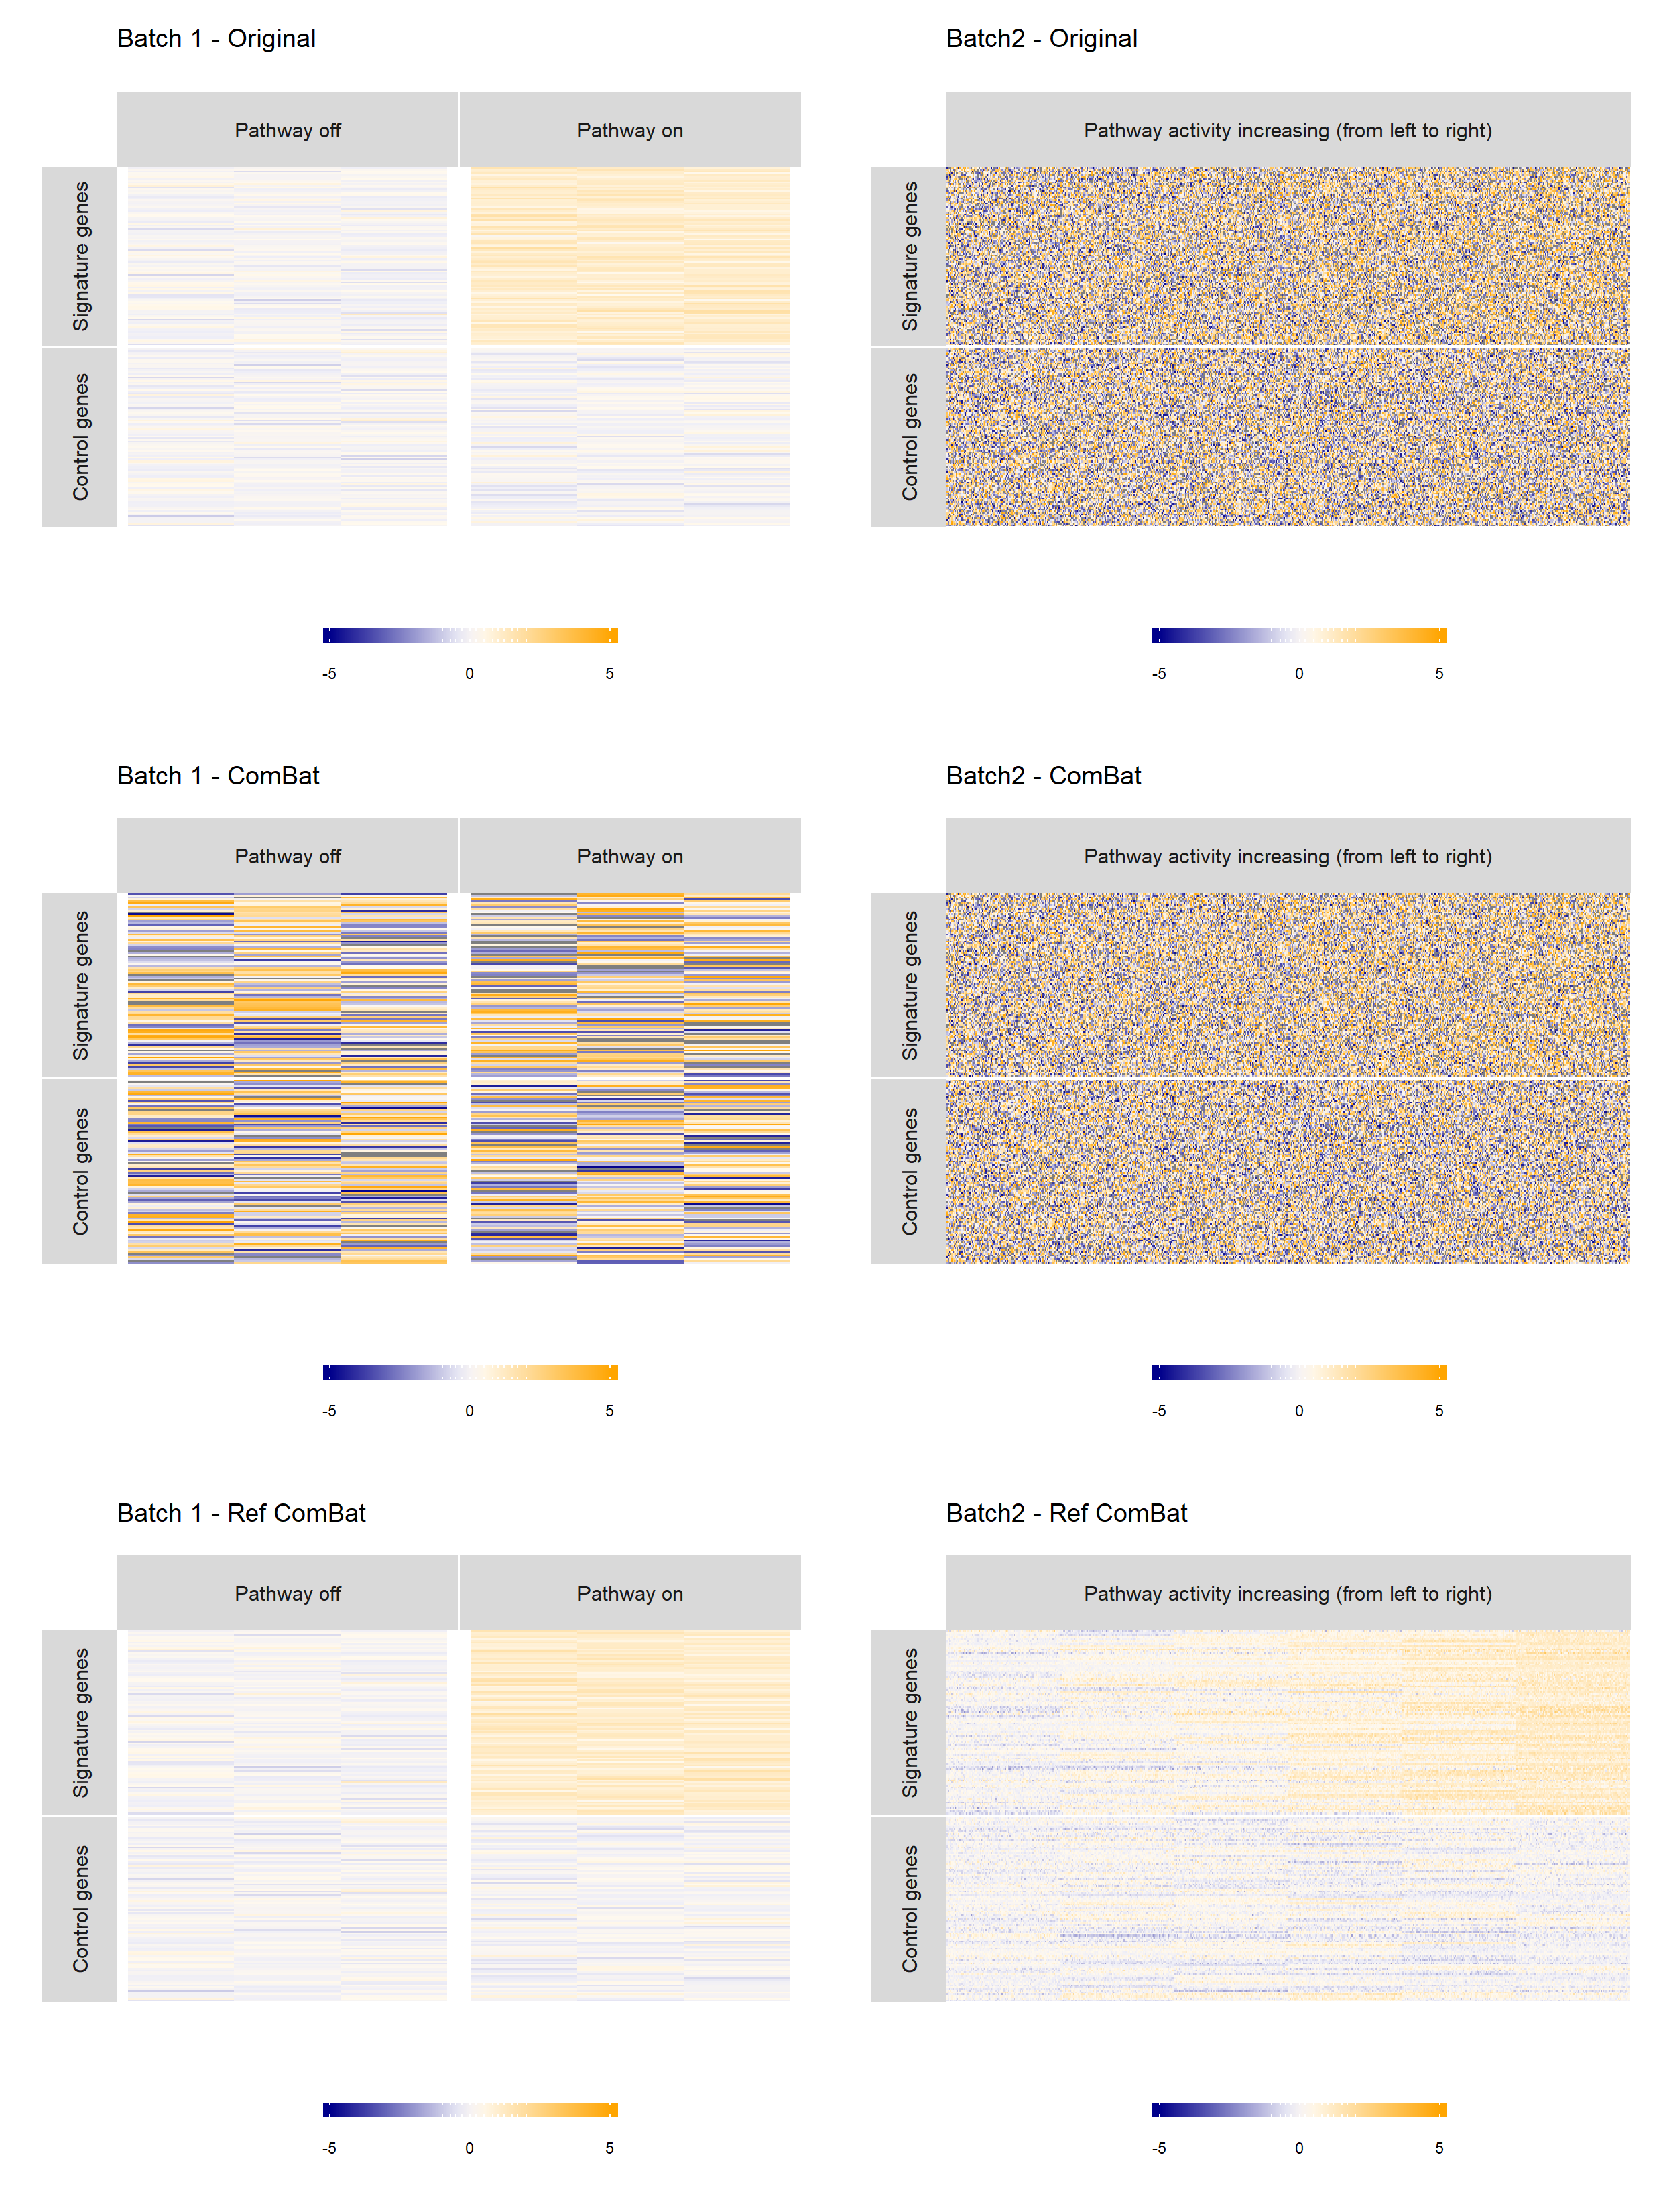 Batch 1 - Original
Batch2 - Original
Pathway off
Pathway on
Pathway activity increasing (from left to right)
Signature genes
Signature genes
Control genes
Control genes
-5 0 5
-5 0 5
Batch 1 - ComBat
Batch2 - ComBat
Pathway off
Pathway on
Pathway activity increasing (from left to right)
Signature genes
Signature genes
Control genes
Control genes
-5 0 5
-5 0 5
Batch 1 - Ref ComBat
Batch2 - Ref ComBat
Pathway off
Pathway on
Pathway activity increasing (from left to right)
Signature genes
Signature genes
Control genes
Control genes
-5 0 5
-5 0 5